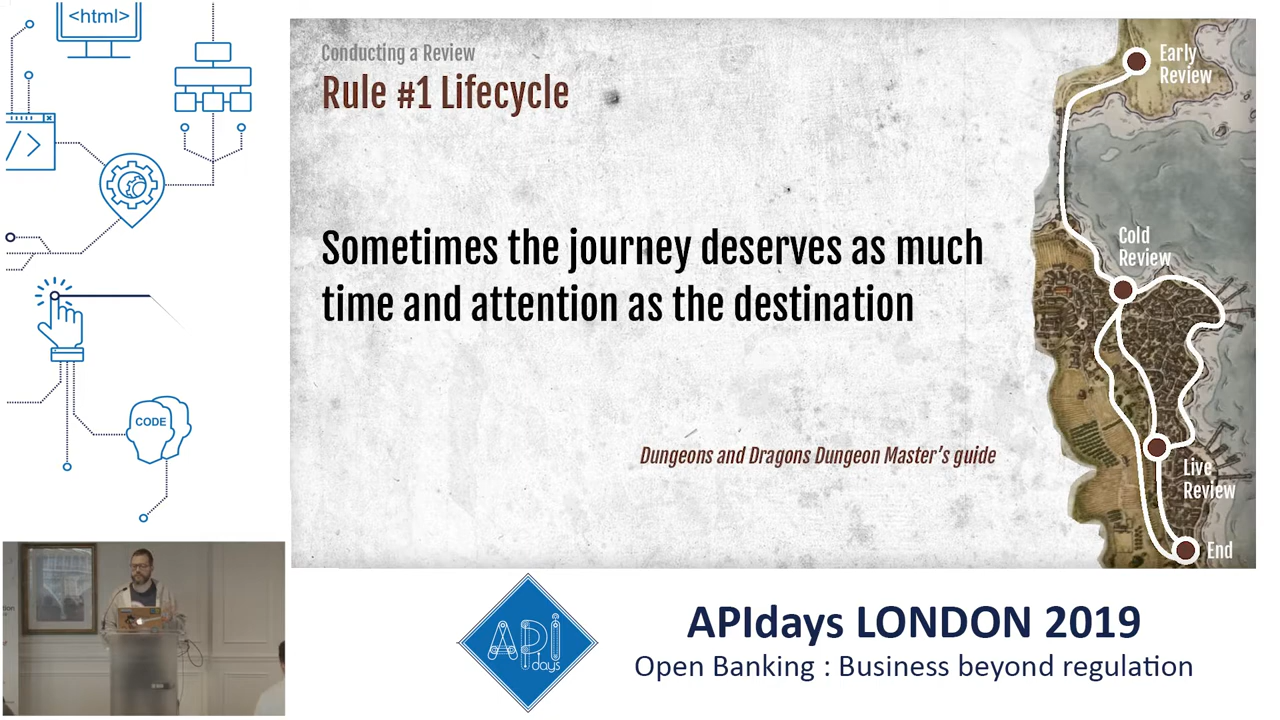 <html>
</>
CODE
Conducting a Review
Rule #1 Lifecycle
Sometimes the journey deserves as much
time and attention as the destination
Dungeons and Dragons Dungeon Master's guide
Early
Review
Cold
Review
Live
Review
End
API
days
APIdays LONDON 2019
Open Banking : Business beyond regulation